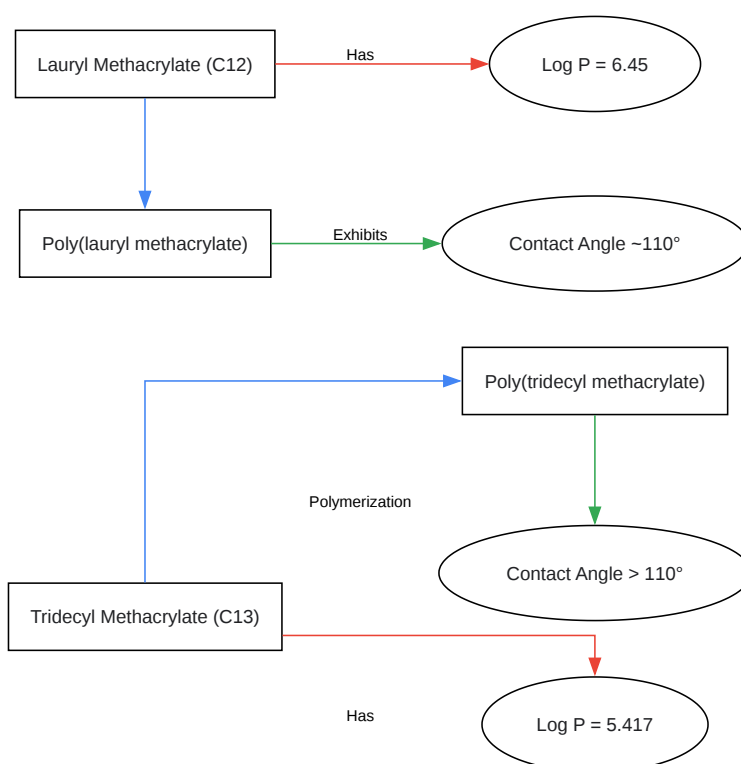 Lauryl Methacrylate (C12)
Has
Log P = 6.45
Poly(lauryl methacrylate)
Exhibits
Contact Angle ~110°
Poly(tridecyl methacrylate)
Polymerization
Contact Angle > 110°
Tridecyl Methacrylate (C13)
Has
Log P = 5.417